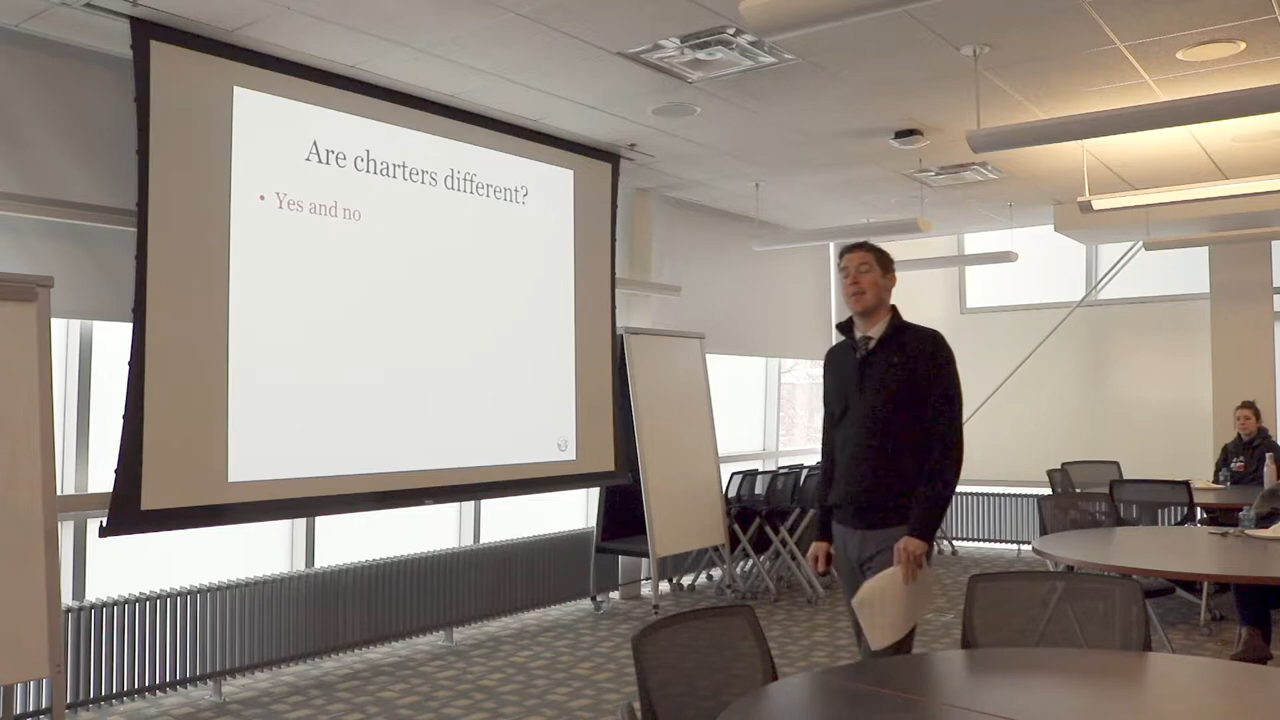 Are charters different?
• Yes and no